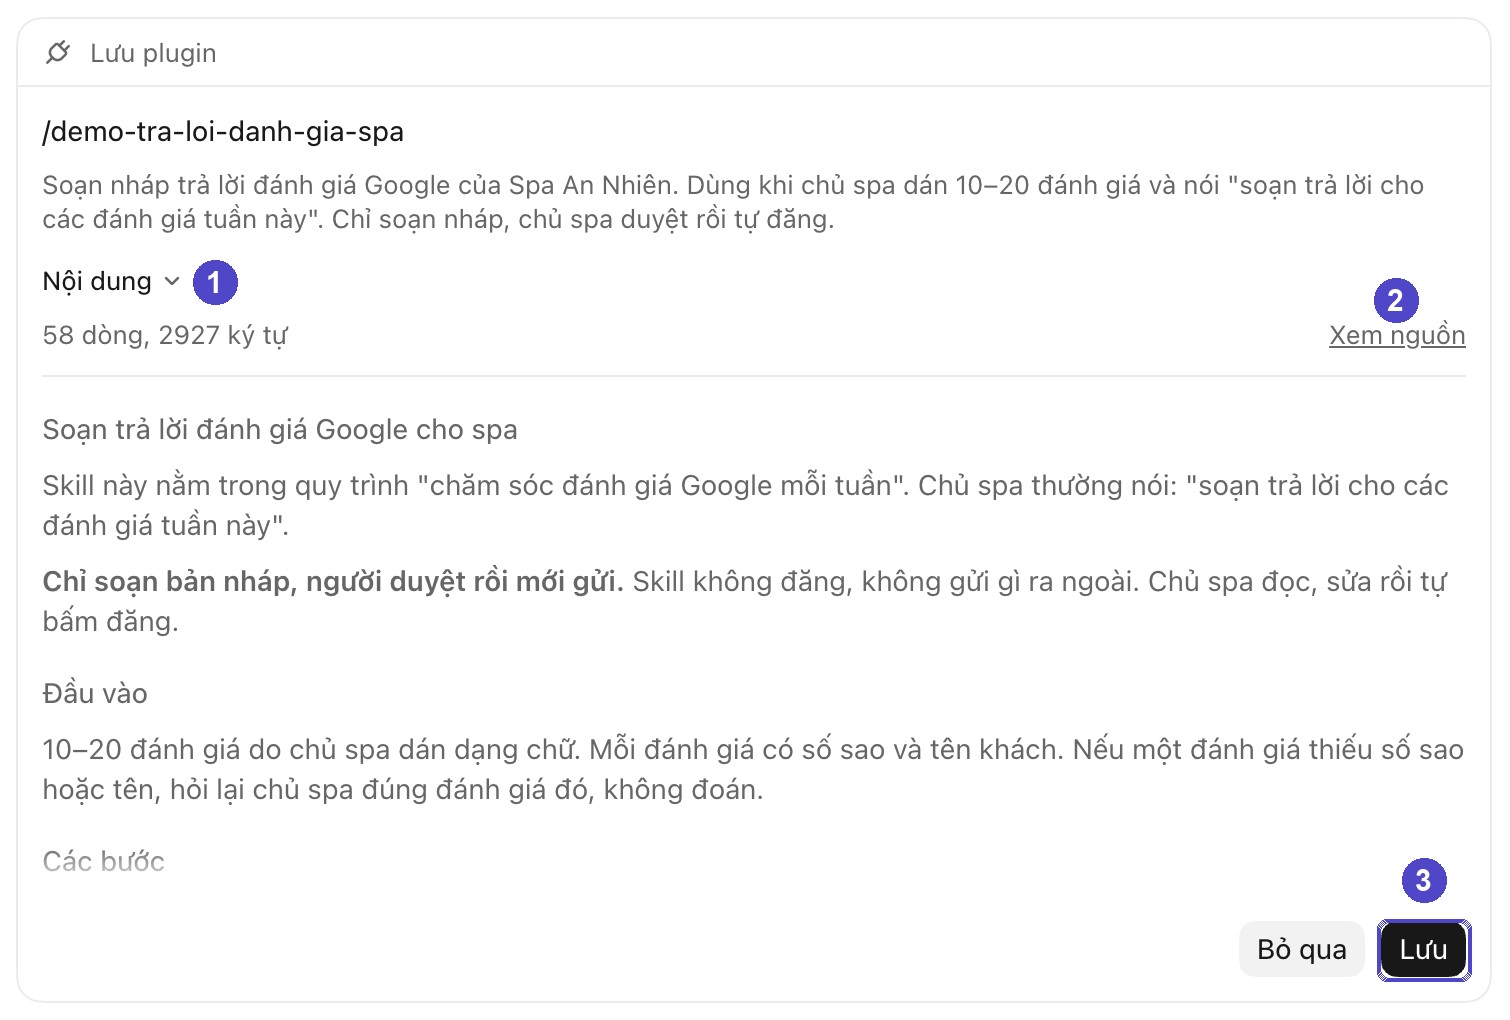 Lưu plugin
/demo-tra-loi-danh-gia-spa
Soạn nháp trả lời đánh giá Google của Spa An Nhiên. Dùng khi chủ spa dán 10–20 đánh giá và nói "soạn trả lời cho
các đánh giá tuần này". Chỉ soạn nháp, chủ spa duyệt rồi tự đăng.
Nội dung 1
2
58 dòng, 2927 ký tự Xem nguồn
Soạn trả lời đánh giá Google cho spa
Skill này nằm trong quy trình "chăm sóc đánh giá Google mỗi tuần". Chủ spa thường nói: "soạn trả lời cho các
đánh giá tuần này".
Chỉ soạn bản nháp, người duyệt rồi mới gửi. Skill không đăng, không gửi gì ra ngoài. Chủ spa đọc, sửa rồi tự
bấm đăng.
Đầu vào
10–20 đánh giá do chủ spa dán dạng chữ. Mỗi đánh giá có số sao và tên khách. Nếu một đánh giá thiếu số sao
hoặc tên, hỏi lại chủ spa đúng đánh giá đó, không đoán.
Các bước
3
Bỏ qua Lưu